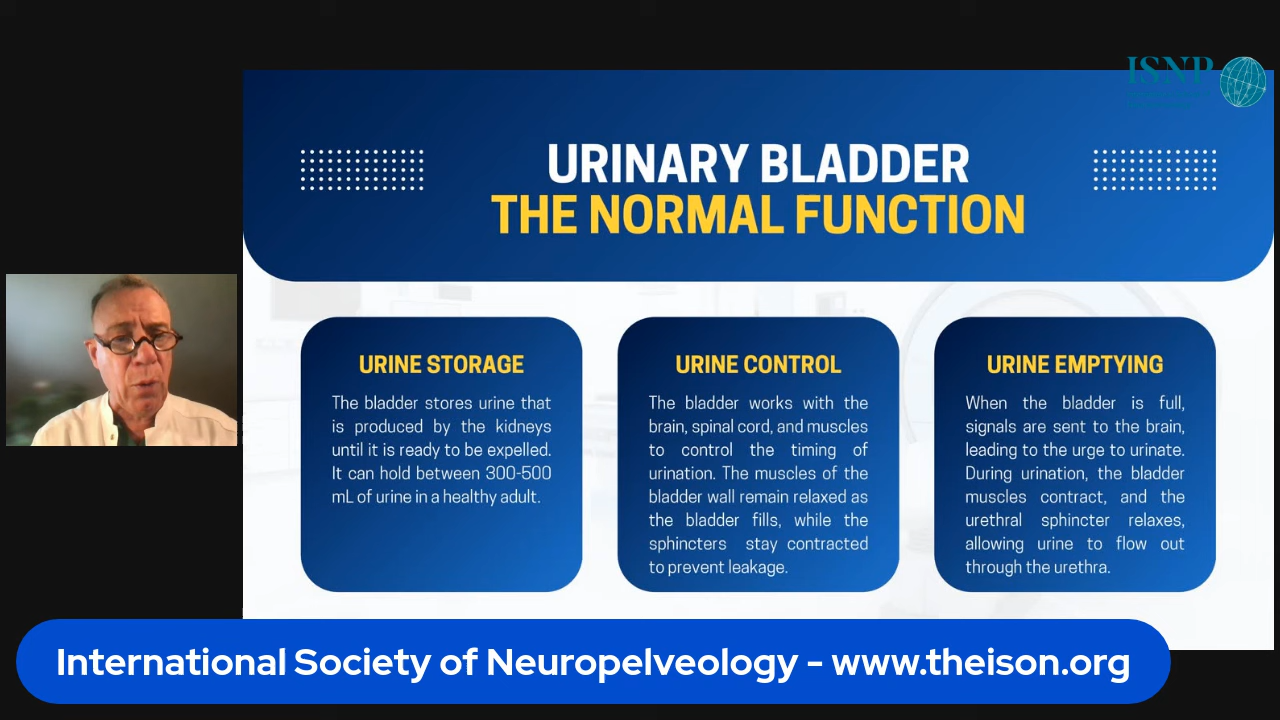 ISNP
URINARY BLADDER
THE NORMAL FUNCTION
URINE STORAGE
The bladder stores urine that
is produced by the kidneys
until it is ready to be expelled.
It can hold between 300-500
mL of urine in a healthy adult.
URINE CONTROL
The bladder works with the
brain, spinal cord, and muscles
to control the timing of
urination. The muscles of the
bladder wall remain relaxed as
the bladder fills, while the
sphincters stay contracted
to prevent leakage.
URINE EMPTYING
When the bladder is full,
signals are sent to the brain,
leading to the urge to urinate.
During urination, the bladder
muscles contract, and the
urethral sphincter relaxes,
allowing urine to flow out
through the urethra.
International Society of Neuropelveology - www.theison.org